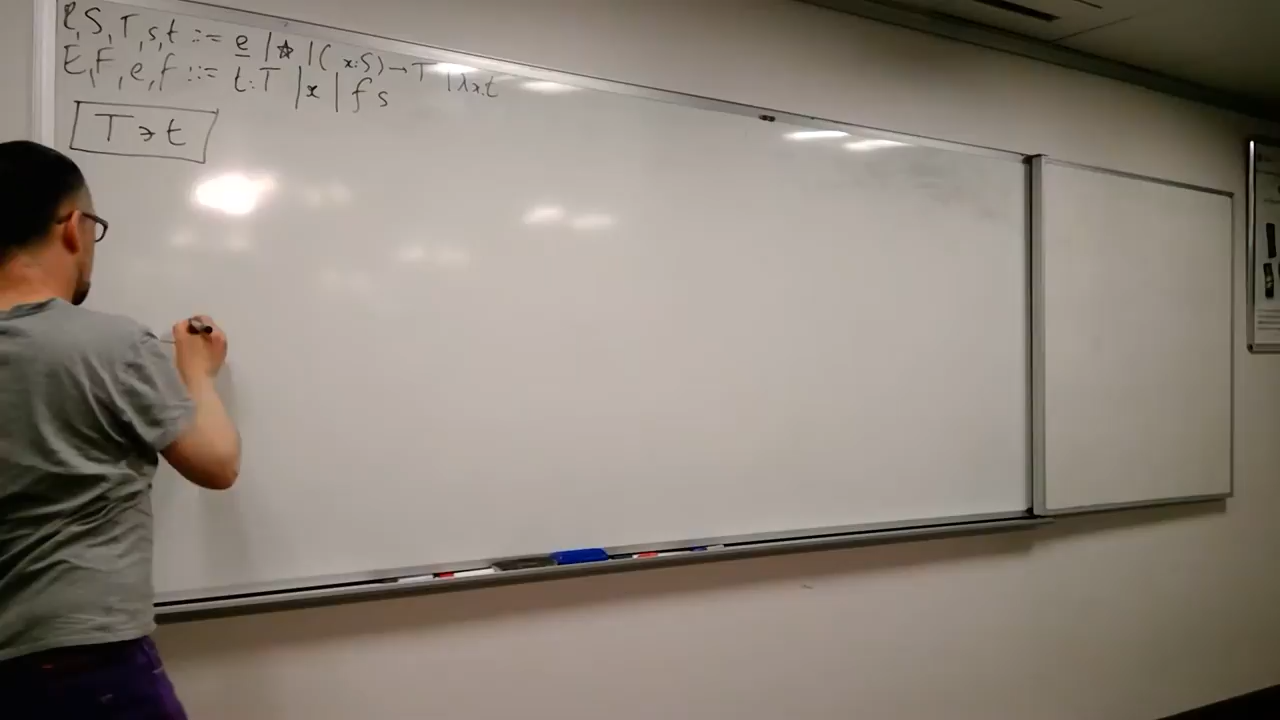 R,S,T,s,t ::= e | ☆ | (x:S)→T | λx.t
E,F,e,f ::= t:T | x | f s
T ∋ t